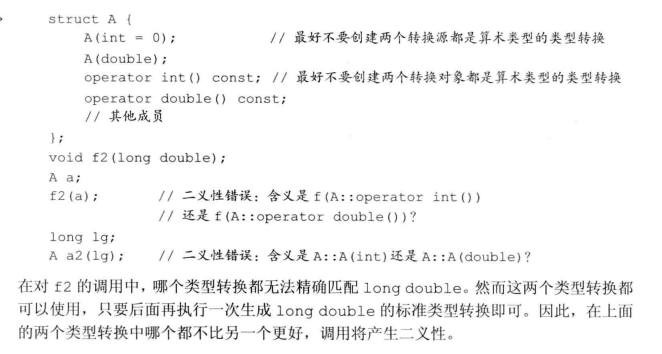 struct A {
A(int = 0); // 最好不要创建两个转换源都是算术类型的类型转换
A(double);
operator int() const; // 最好不要创建两个转换对象都是算术类型的类型转换
operator double() const;
// 其他成员
};
void f2(long double);
A a;
f2(a); // 二义性错误：含义是 f(A::operator int())
// 还是 f(A::operator double())?
long lg;
A a2(lg); // 二义性错误：含义是 A::A(int)还是 A::A(double)?
在对 f2 的调用中，哪个类型转换都无法精确匹配 long double。然而这两个类型转换都
可以使用，只要后面再执行一次生成 long double 的标准类型转换即可。因此，在上面
的两个类型转换中哪个都不比另一个更好，调用将产生二义性。